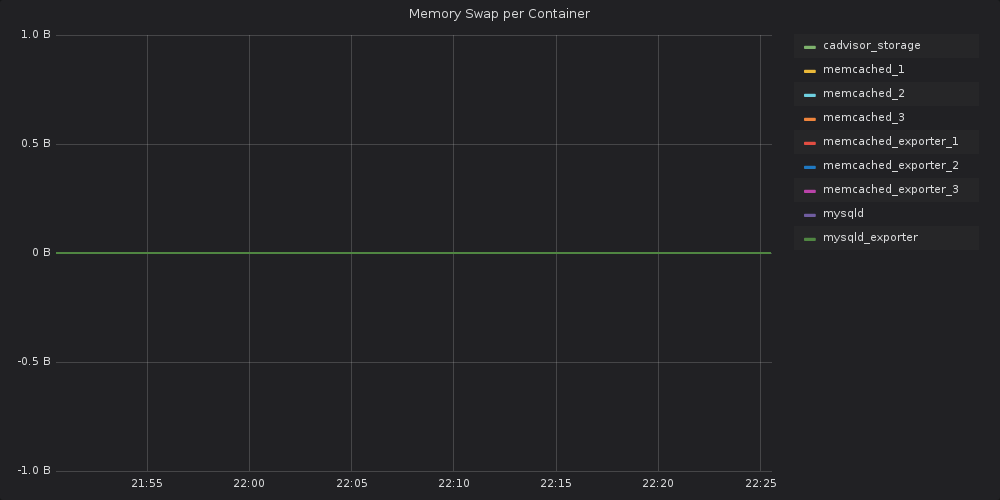 Memory Swap per Container
1.0 B
0.5 B
0 B
-0.5 B
-1.0 B
21:55 22:00 22:05 22:10 22:15 22:20 22:25
cadvisor_storage
memcached_1
memcached_2
memcached_3
memcached_exporter_1
memcached_exporter_2
memcached_exporter_3
mysqld
mysqld_exporter